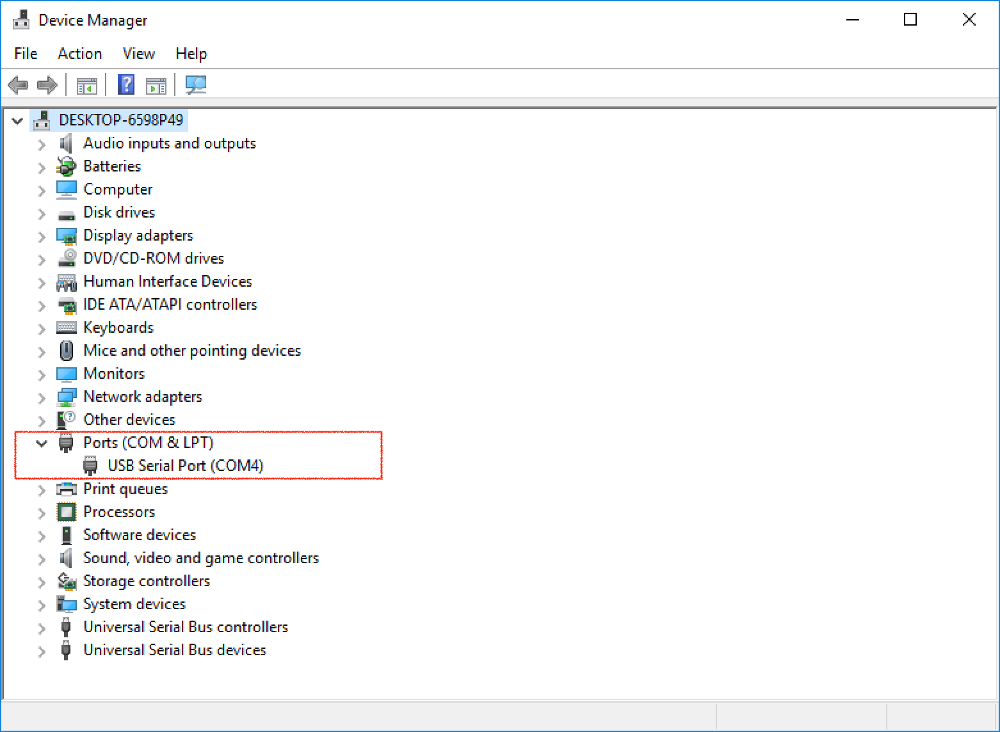 Device Manager
File Action View Help
DESKTOP-6598P49
Audio inputs and outputs
Batteries
Computer
Disk drives
Display adapters
DVD/CD-ROM drives
Human Interface Devices
IDE ATA/ATAPI controllers
Keyboards
Mice and other pointing devices
Monitors
Network adapters
Other devices
Ports (COM & LPT)
USB Serial Port (COM4)
Print queues
Processors
Software devices
Sound, video and game controllers
Storage controllers
System devices
Universal Serial Bus controllers
Universal Serial Bus devices